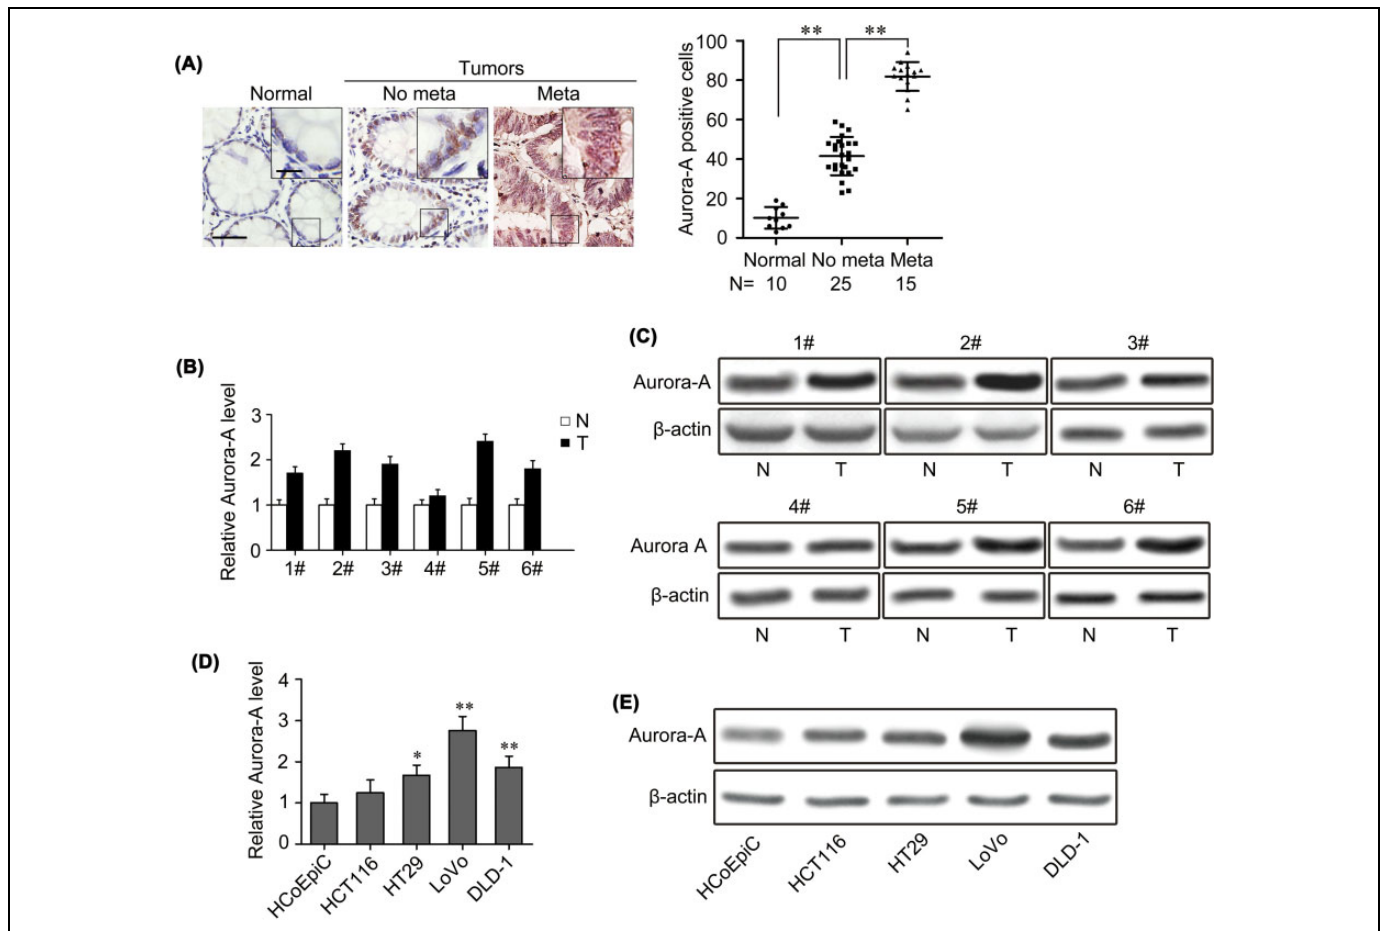 (A)
Tumors
Normal No meta Meta
Aurora-A positive cells
100
80
60
40
20
0
** **
Normal No meta Meta
N= 10 25 15
(B)
Relative Aurora-A level
3
2
1
0
N
T
1# 2# 3# 4# 5# 6#
(C)
1# 2# 3#
Aurora-A
β-actin
N T N T N T
4# 5# 6#
Aurora A
β-actin
N T N T N T
(D)
Relative Aurora-A level
4
3
2
1
0
* ** **
HCoEpiC HCT116 HT29 LoVo DLD-1
(E)
Aurora-A
β-actin
HCoEpiC HCT116 HT29 LoVo DLD-1